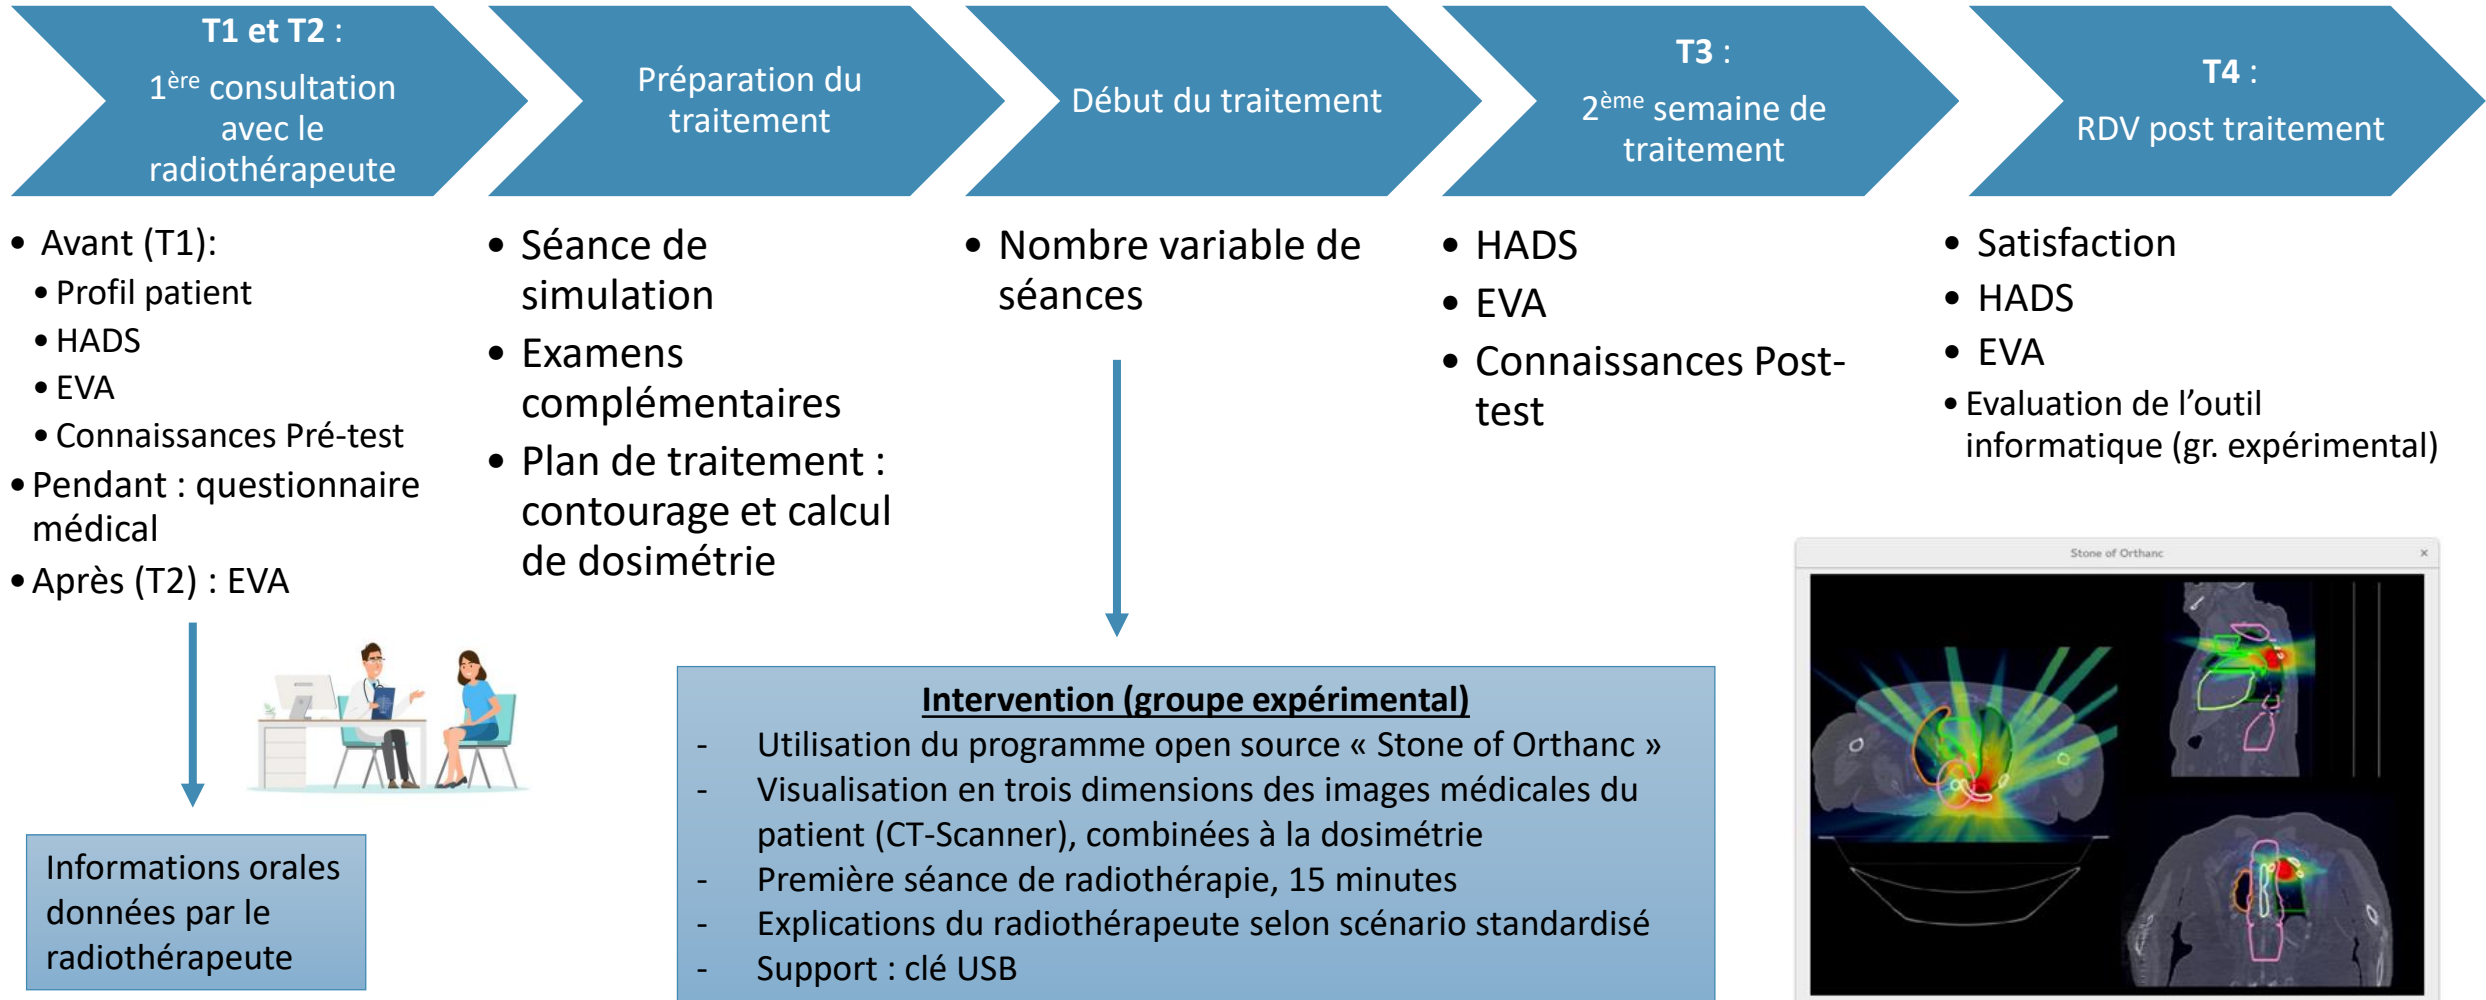 T1 et T2 :
1ère consultation
avec le
radiothérapeute
Préparation du
traitement
Début du traitement
T3 :
2ème semaine de
traitement
T4 :
RDV post traitement
• Avant (T1):
• Profil patient
• HADS
• EVA
• Connaissances Pré-test
• Pendant : questionnaire
médical
• Après (T2) : EVA
• Séance de
simulation
• Examens
complémentaires
• Plan de traitement :
contourage et calcul
de dosimétrie
• Nombre variable de
séances
• HADS
• EVA
• Connaissances Post-
test
• Satisfaction
• HADS
• EVA
• Evaluation de l’outil
informatique (gr. expérimental)
Informations orales
données par le
radiothérapeute
Intervention (groupe expérimental)
- Utilisation du programme open source « Stone of Orthanc »
- Visualisation en trois dimensions des images médicales du
patient (CT-Scanner), combinées à la dosimétrie
- Première séance de radiothérapie, 15 minutes
- Explications du radiothérapeute selon scénario standardisé
- Support : clé USB
Stone of Orthanc